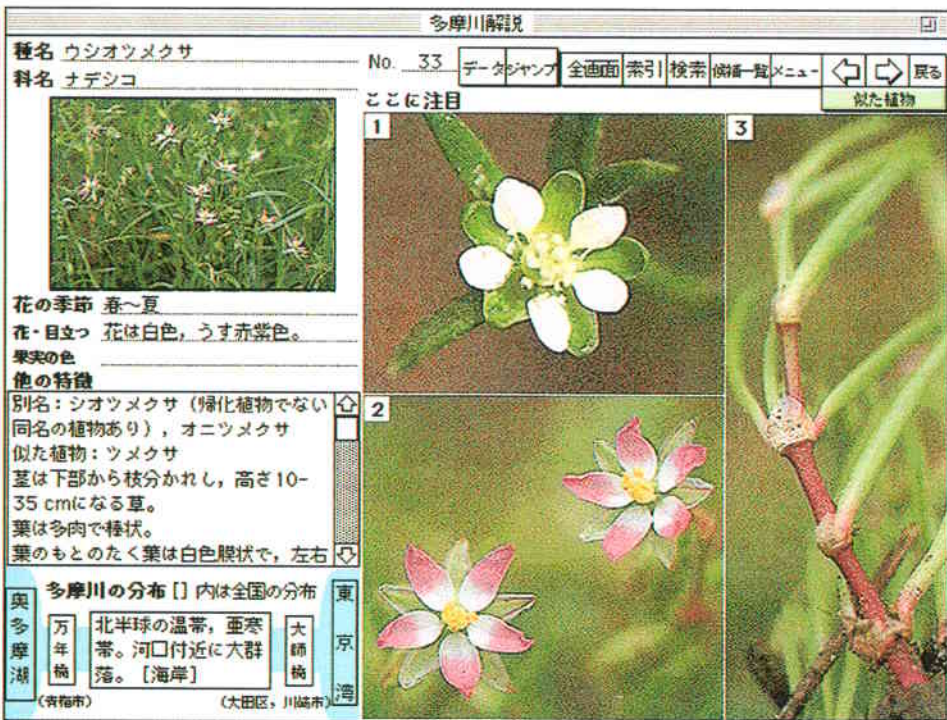 多摩川解説
種名 ウシオツメクサ
科名 ナデシコ
No. 33
データ ジャンプ 全画面 索引 検索 候補一覧 メニュー 戻る
似た植物
ここに注目
1
2
3
花の季節 春～夏
花・目立つ 花は白色，うす赤紫色。
果実の色
他の特徴
別名：シオツメクサ（帰化植物でない
同名の植物あり），オニツメクサ
似た植物：ツメクサ
茎は下部から枝分かれし，高さ10-
35 cmになる草。
葉は多肉で棒状。
葉のもとのたく葉は白色膜状で，左右
多摩川の分布 [] 内は全国の分布
奥多摩湖
万年橋
（青梅市）
北半球の温帯，亜寒
帯。河口付近に大群
落。［海岸］
大師橋
（大田区，川崎市）
東京湾